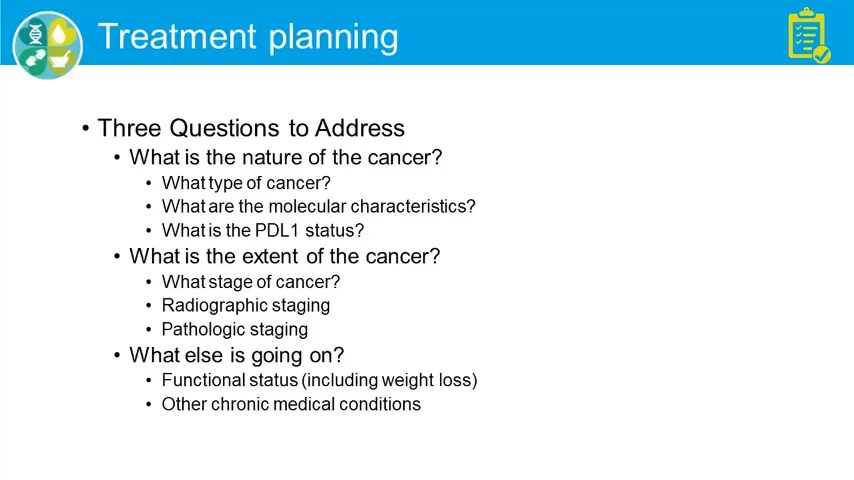 Treatment planning
• Three Questions to Address
• What is the nature of the cancer?
• What type of cancer?
• What are the molecular characteristics?
• What is the PDL1 status?
• What is the extent of the cancer?
• What stage of cancer?
• Radiographic staging
• Pathologic staging
• What else is going on?
• Functional status (including weight loss)
• Other chronic medical conditions